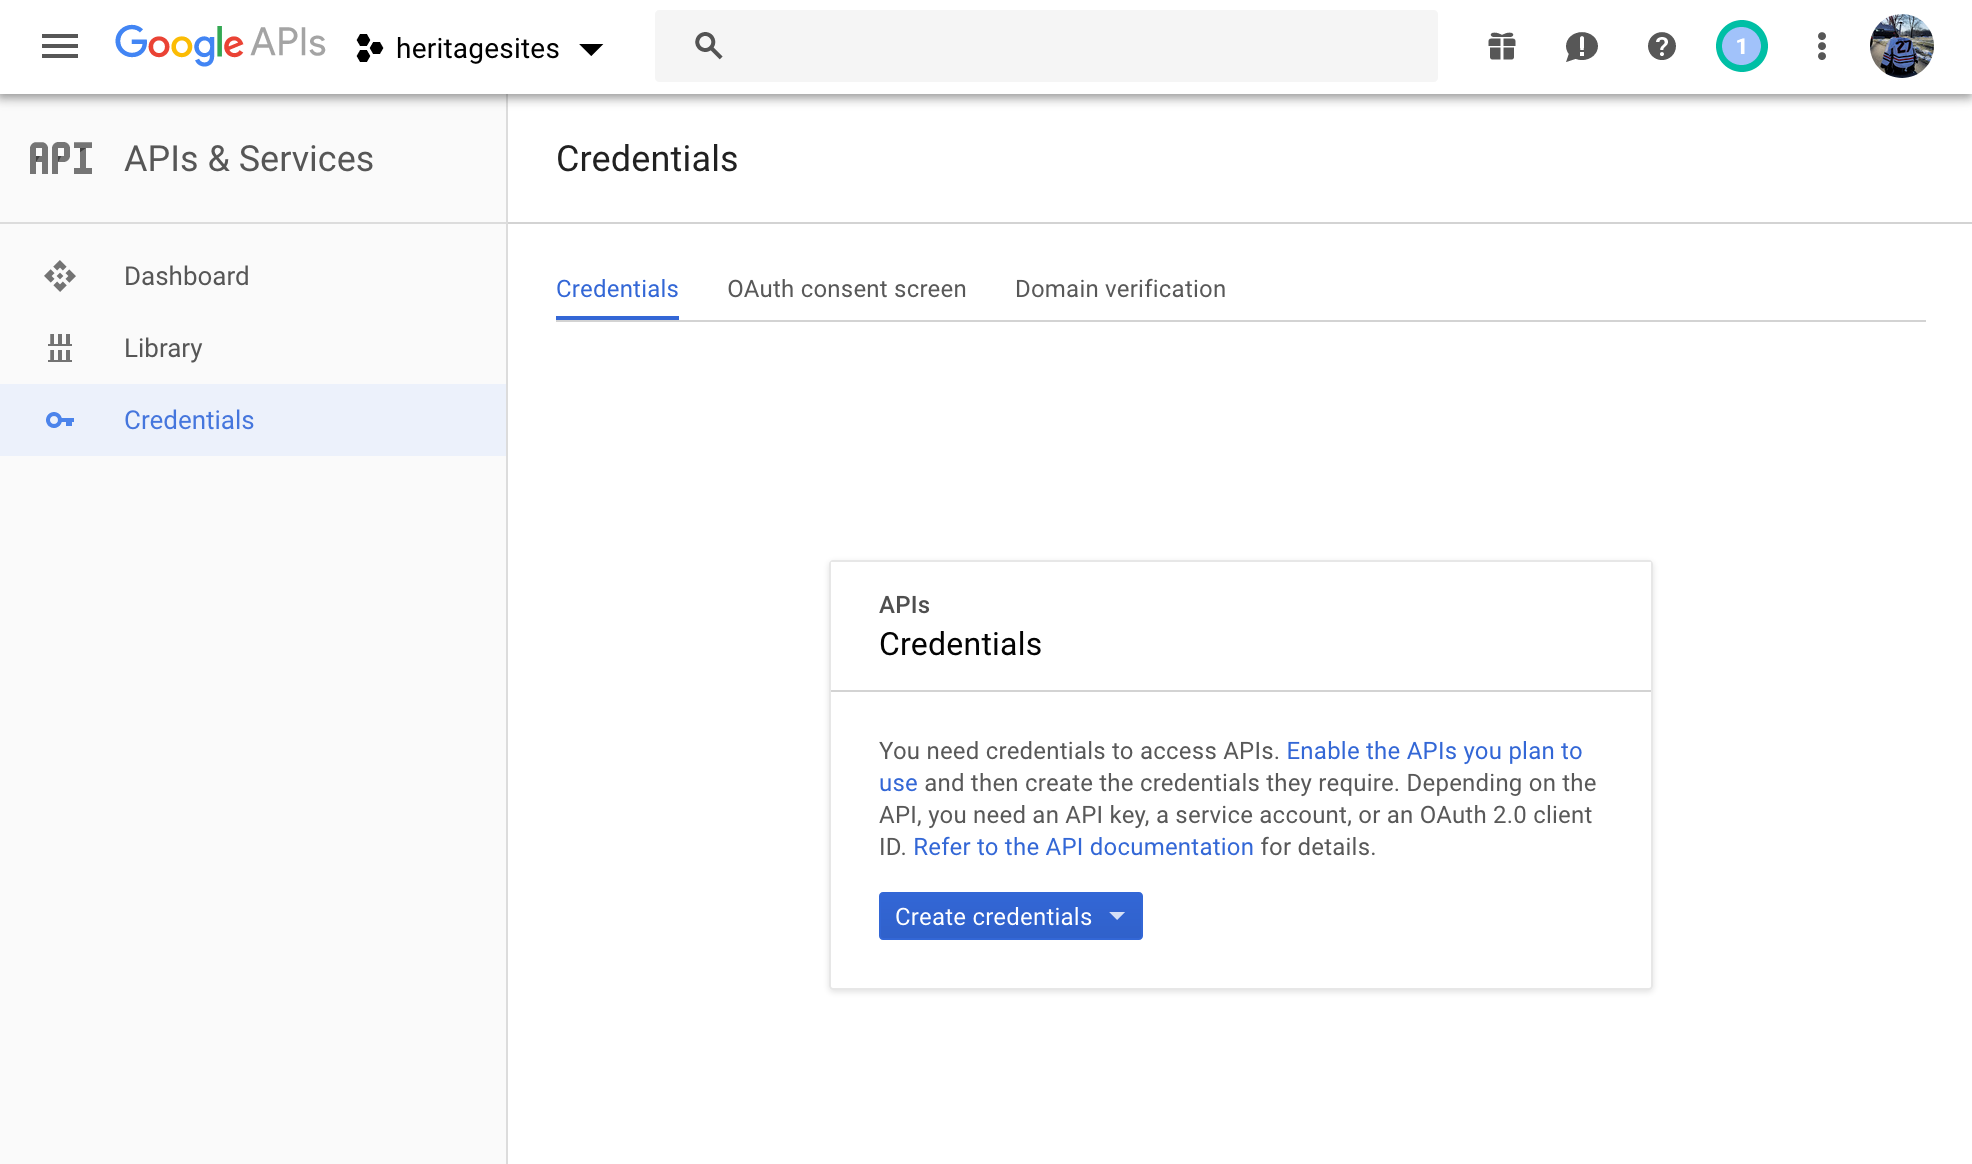 Google APIs
heritagesites
1
API APIs & Services
Credentials
Dashboard
Library
Credentials
Credentials
OAuth consent screen
Domain verification
APIs
Credentials
You need credentials to access APIs. Enable the APIs you plan to
use and then create the credentials they require. Depending on the
API, you need an API key, a service account, or an OAuth 2.0 client
ID. Refer to the API documentation for details.
Create credentials